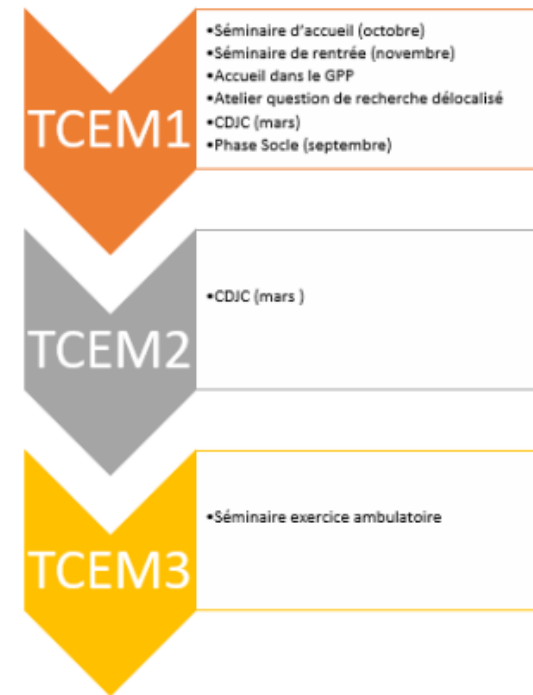 TCEM1
•Séminaire d'accueil (octobre)
•Séminaire de rentrée (novembre)
•Accueil dans le GPP
•Atelier question de recherche délocalisé
•CDJC (mars)
•Phase Socle (septembre)
TCEM2
•CDJC (mars )
TCEM3
•Séminaire exercice ambulatoire